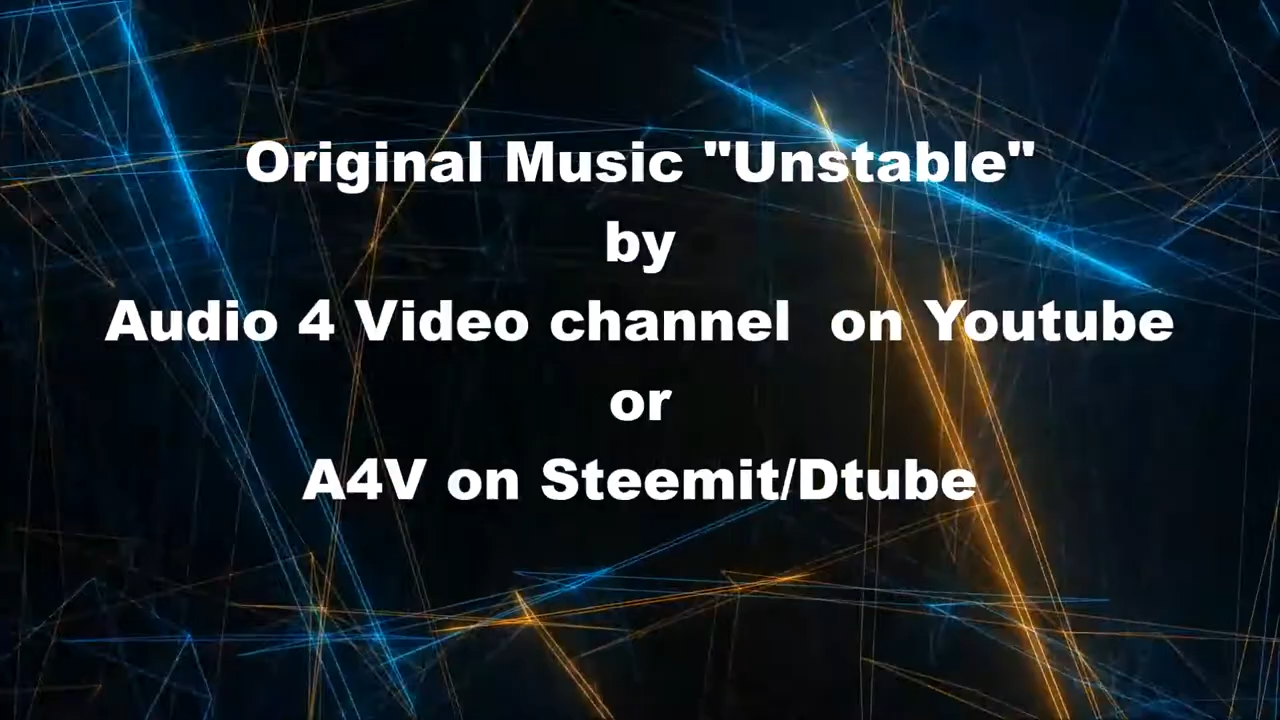 Original Music "Unstable"
by
Audio 4 Video channel  on Youtube
or
A4V on Steemit/Dtube